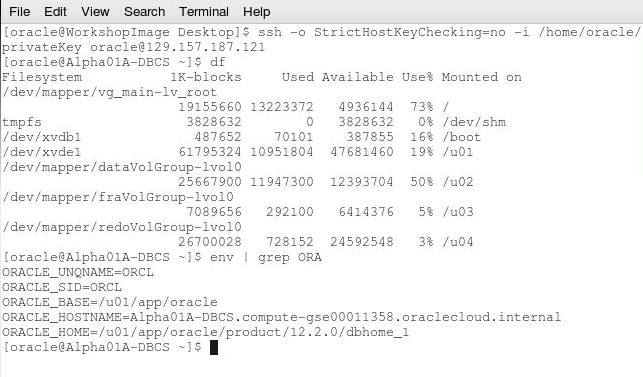 File Edit View Search Terminal Help
[oracle@WorkshopImage Desktop]$ ssh -o StrictHostKeyChecking=no -i /home/oracle/
privateKey oracle@129.157.187.121
[oracle@Alpha01A-DBCS ~]$ df
Filesystem 1K-blocks Used Available Use% Mounted on
/dev/mapper/vg_main-lv_root
19155660 13223372 4936144 73% /
tmpfs 3828632 0 3828632 0% /dev/shm
/dev/xvdb1 487652 70101 387855 16% /boot
/dev/xvde1 61795324 10951804 47681460 19% /u01
/dev/mapper/dataVolGroup-lvol0
25667900 11947300 12393704 50% /u02
/dev/mapper/fraVolGroup-lvol0
7089656 292100 6414376 5% /u03
/dev/mapper/redoVolGroup-lvol0
26700028 728152 24592548 3% /u04
[oracle@Alpha01A-DBCS ~]$ env | grep ORA
ORACLE_UNQNAME=ORCL
ORACLE_SID=ORCL
ORACLE_BASE=/u01/app/oracle
ORACLE_HOSTNAME=Alpha01A-DBCS.compute-gse00011358.oraclecloud.internal
ORACLE_HOME=/u01/app/oracle/product/12.2.0/dbhome_1
[oracle@Alpha01A-DBCS ~]$